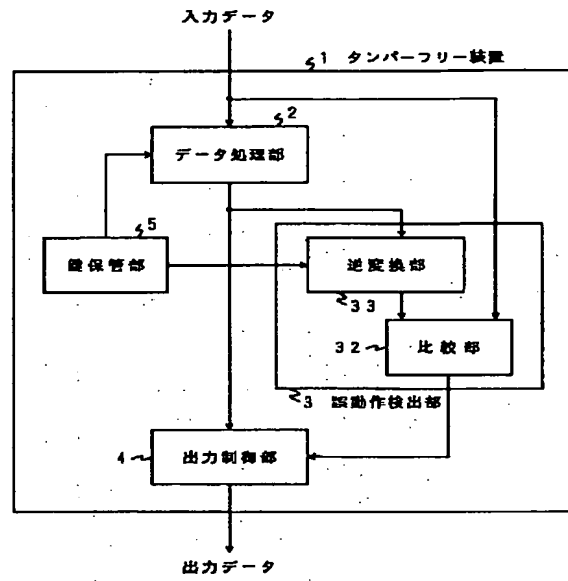 入力データ
1 タンパーフリー装置
2
データ処理部
5
鍵保管部
逆変換部
33
32
比較部
3 誤動作検出部
4
出力制御部
出力データ